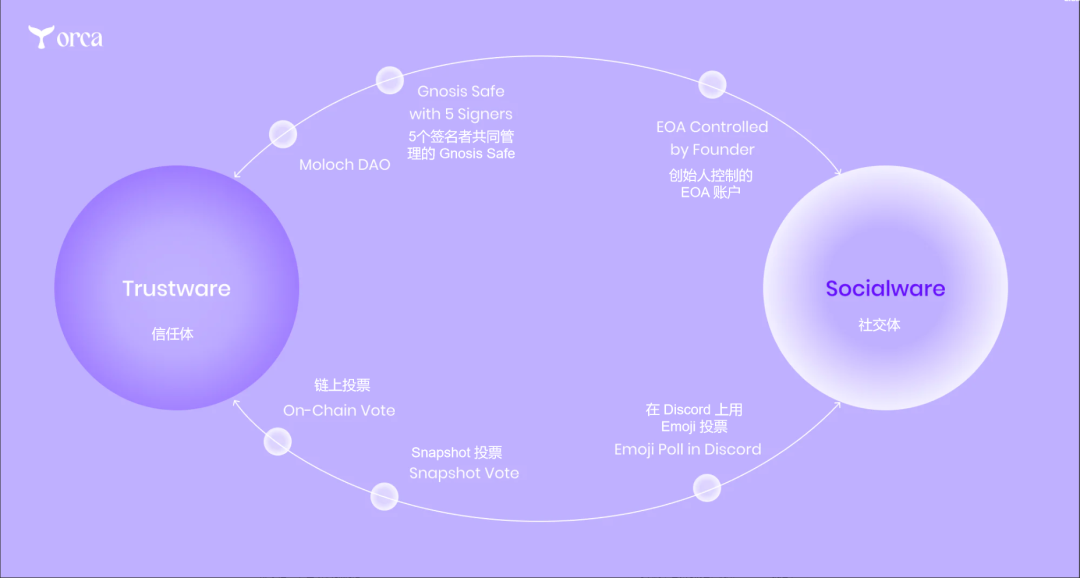 orca
Gnosis Safe
with 5 Signers
5个签名者共同管
理的 Gnosis Safe
Moloch DAO
EOA Controlled
by Founder
创始人控制的
EOA 账户
Trustware
信任体
Socialware
社交体
链上投票
On-Chain Vote
Snapshot 投票
Snapshot Vote
在 Discord 上用
Emoji 投票
Emoji Poll in Discord